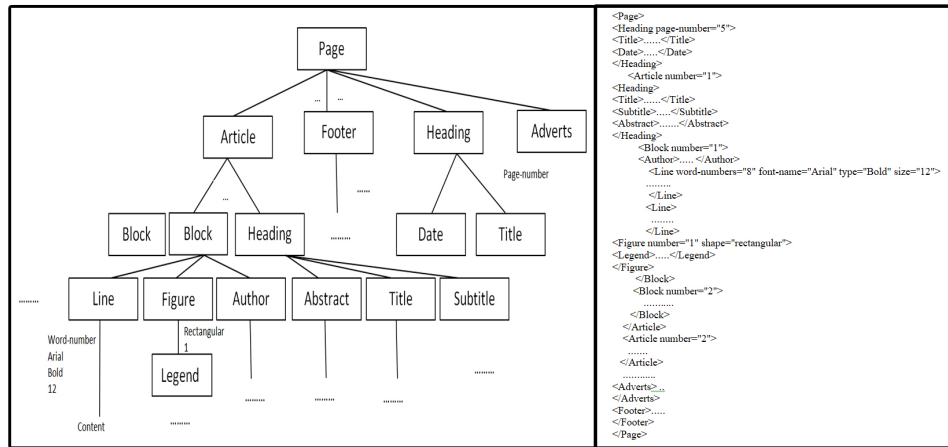 Page
... ...
Article Footer Heading Adverts
Page-number
...
......
Block Block Heading ......... Date Title
......... Line Figure Author Abstract Title Subtitle
Word-number
Arial
Bold
12
Rectangular
1
Legend
Content
......... ......... ......... ......... .........
<Page>
<Heading page-number="5">
<Title>......</Title>
<Date>.....</Date>
</Heading>
<Article number="1">
<Heading>
<Title>......</Title>
<Subtitle>.....</Subtitle>
<Abstract>.......</Abstract>
</Heading>
<Block number="1">
<Author>..... </Author>
<Line word-numbers="8" font-name="Arial" type="Bold" size="12">
.........
</Line>
<Line>
........
</Line>
<Figure number="1" shape="rectangular">
<Legend>.....</Legend>
</Figure>
</Block>
<Block number="2">
...........
</Block>
</Article>
<Article number="2">
.......
</Article>
............
<Adverts>...
</Adverts>
<Footer>.....
</Footer>
</Page>